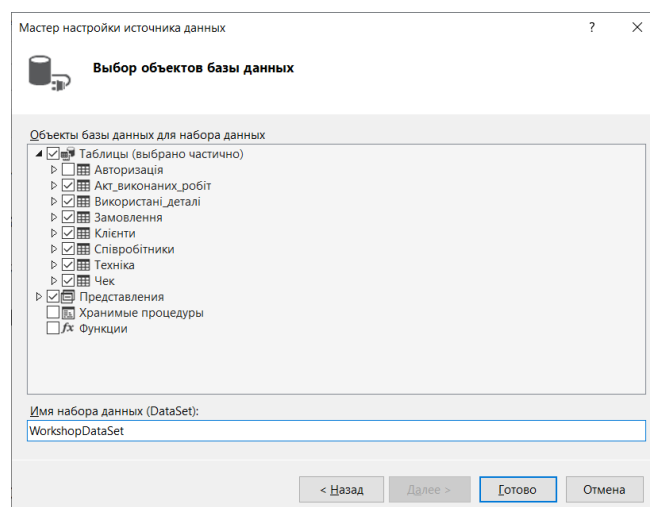 Мастер настройки источника данных ? ×
Выбор объектов базы данных
Объекты базы данных для набора данных
Таблицы (выбрано частично)
Авторизація
Акт_виконаних_робіт
Використані_деталі
Замовлення
Клієнти
Співробітники
Техніка
Чек
Представления
Хранимые процедуры
fx Функции
Имя набора данных (DataSet):
WorkshopDataSet
< Назад Далее > Готово Отмена